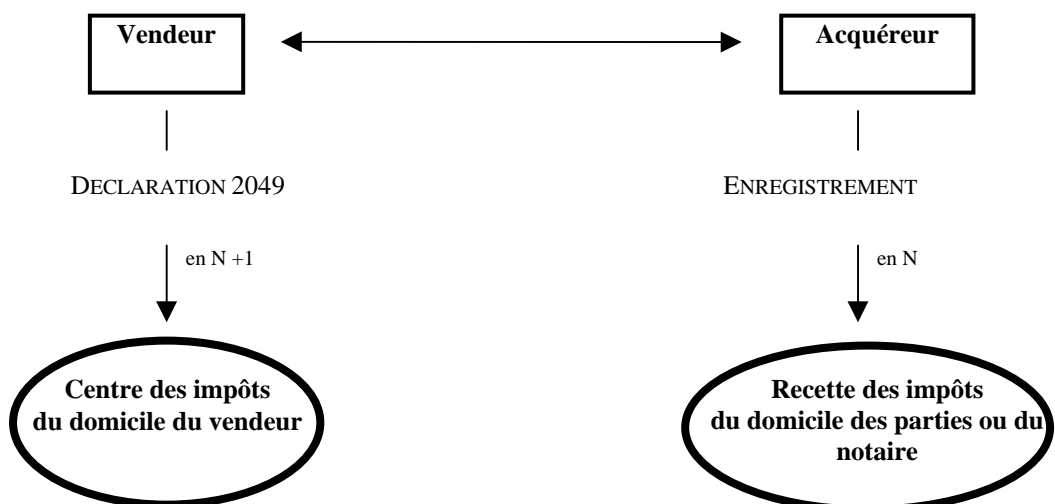 Vendeur
Acquéreur
DECLARATION 2049
ENREGISTREMENT
en N +1
en N
Centre des impôts
du domicile du vendeur
Recette des impôts
du domicile des parties ou du
notaire